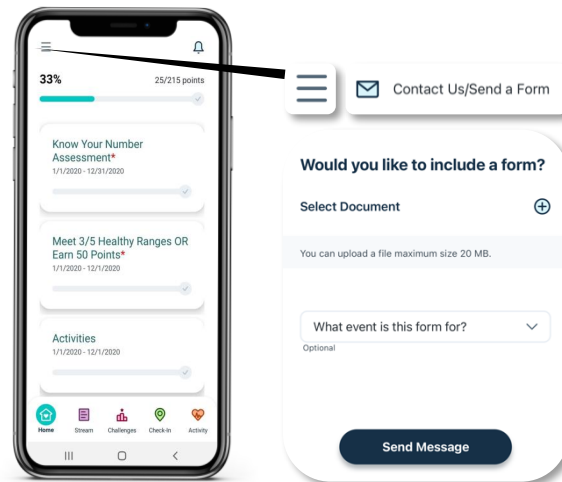 33%
25/215 points
Know Your Number
Assessment*
1/1/2020 - 12/31/2020
Meet 3/5 Healthy Ranges OR
Earn 50 Points*
1/1/2020 - 12/1/2020
Activities
1/1/2020 - 12/1/2020
Home Stream Challenges Check-In Activity
Contact Us/Send a Form
Would you like to include a form?
Select Document
You can upload a file maximum size 20 MB.
What event is this form for?
Optional
Send Message